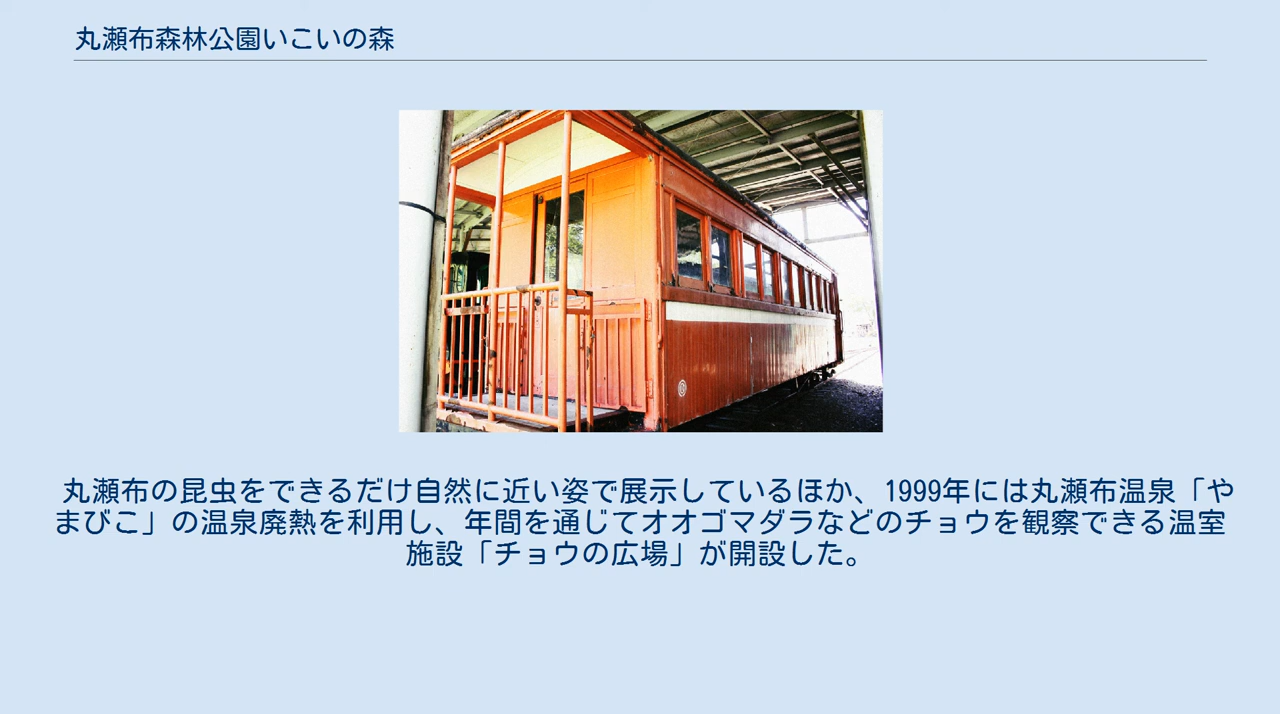 丸瀬布森林公園いこいの森
丸瀬布の昆虫をできるだけ自然に近い姿で展示しているほか、1999年には丸瀬布温泉「や
まびこ」の温泉廃熱を利用し、年間を通じてオオゴマダラなどのチョウを観察できる温室
施設「チョウの広場」が開設した。